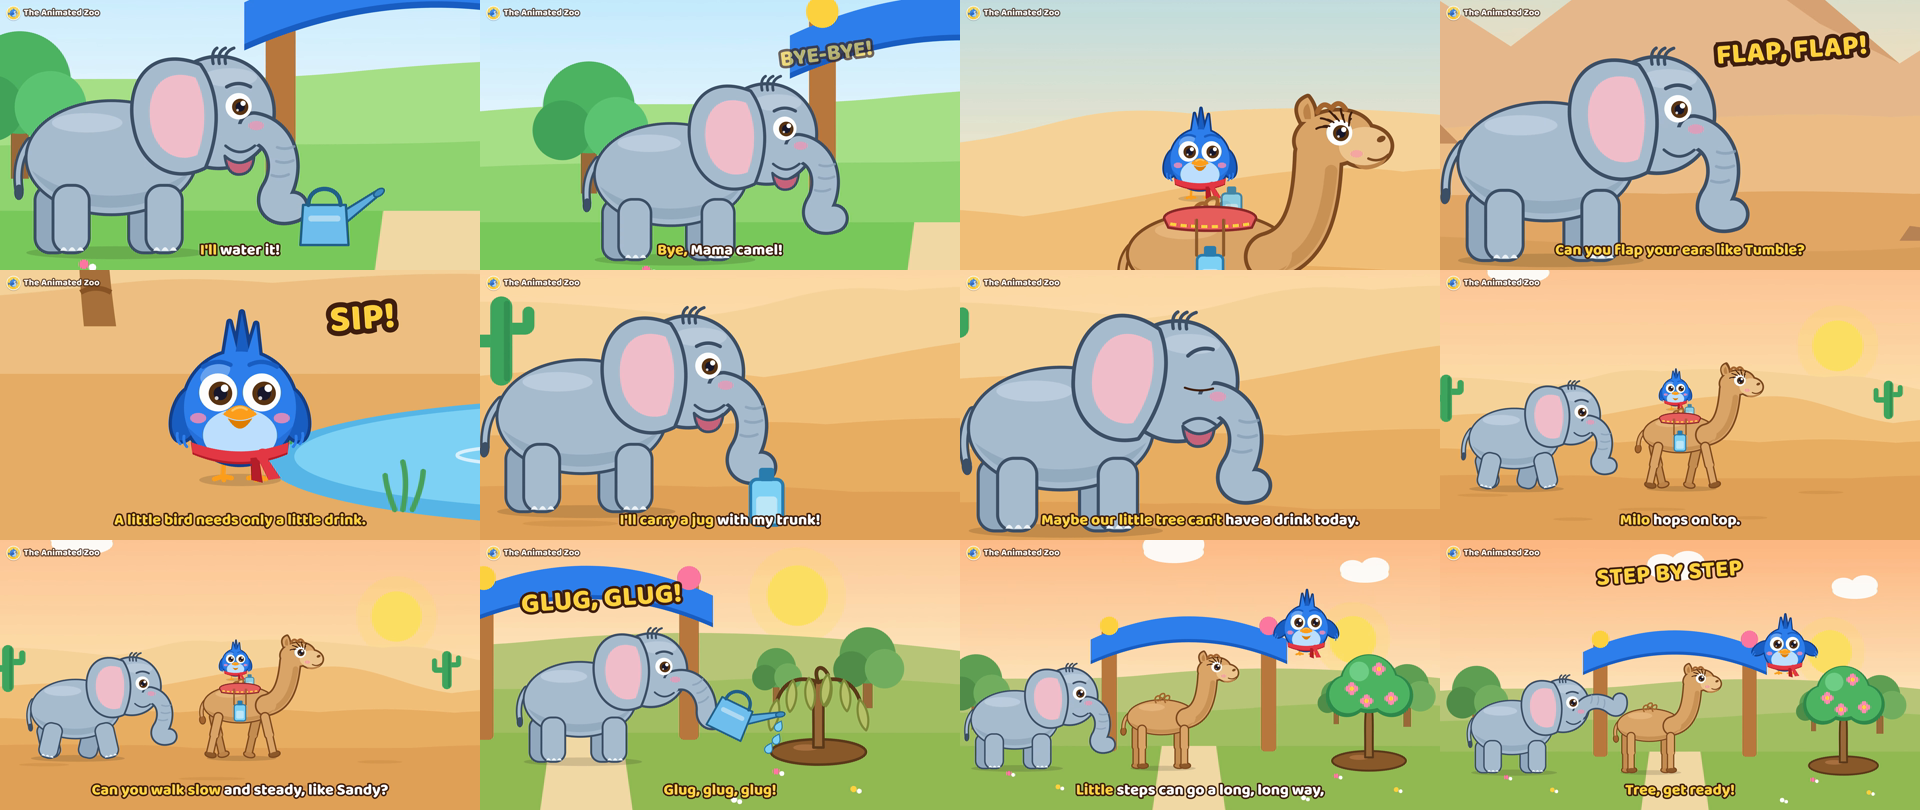 The Animated Zoo
I'll water it!
The Animated Zoo
BYE-BYE!
Bye, Mama camel!
The Animated Zoo
The Animated Zoo
FLAP, FLAP!
Can you flap your ears like Tumble?
The Animated Zoo
SIP!
A little bird needs only a little drink.
The Animated Zoo
I'll carry a jug with my trunk!
The Animated Zoo
Maybe our little tree can't have a drink today.
The Animated Zoo
Milo hops on top.
The Animated Zoo
Can you walk slow and steady, like Sandy?
The Animated Zoo
GLUG, GLUG!
Glug, glug, glug!
The Animated Zoo
Little steps can go a long, long way,
The Animated Zoo
STEP BY STEP
Tree, get ready!